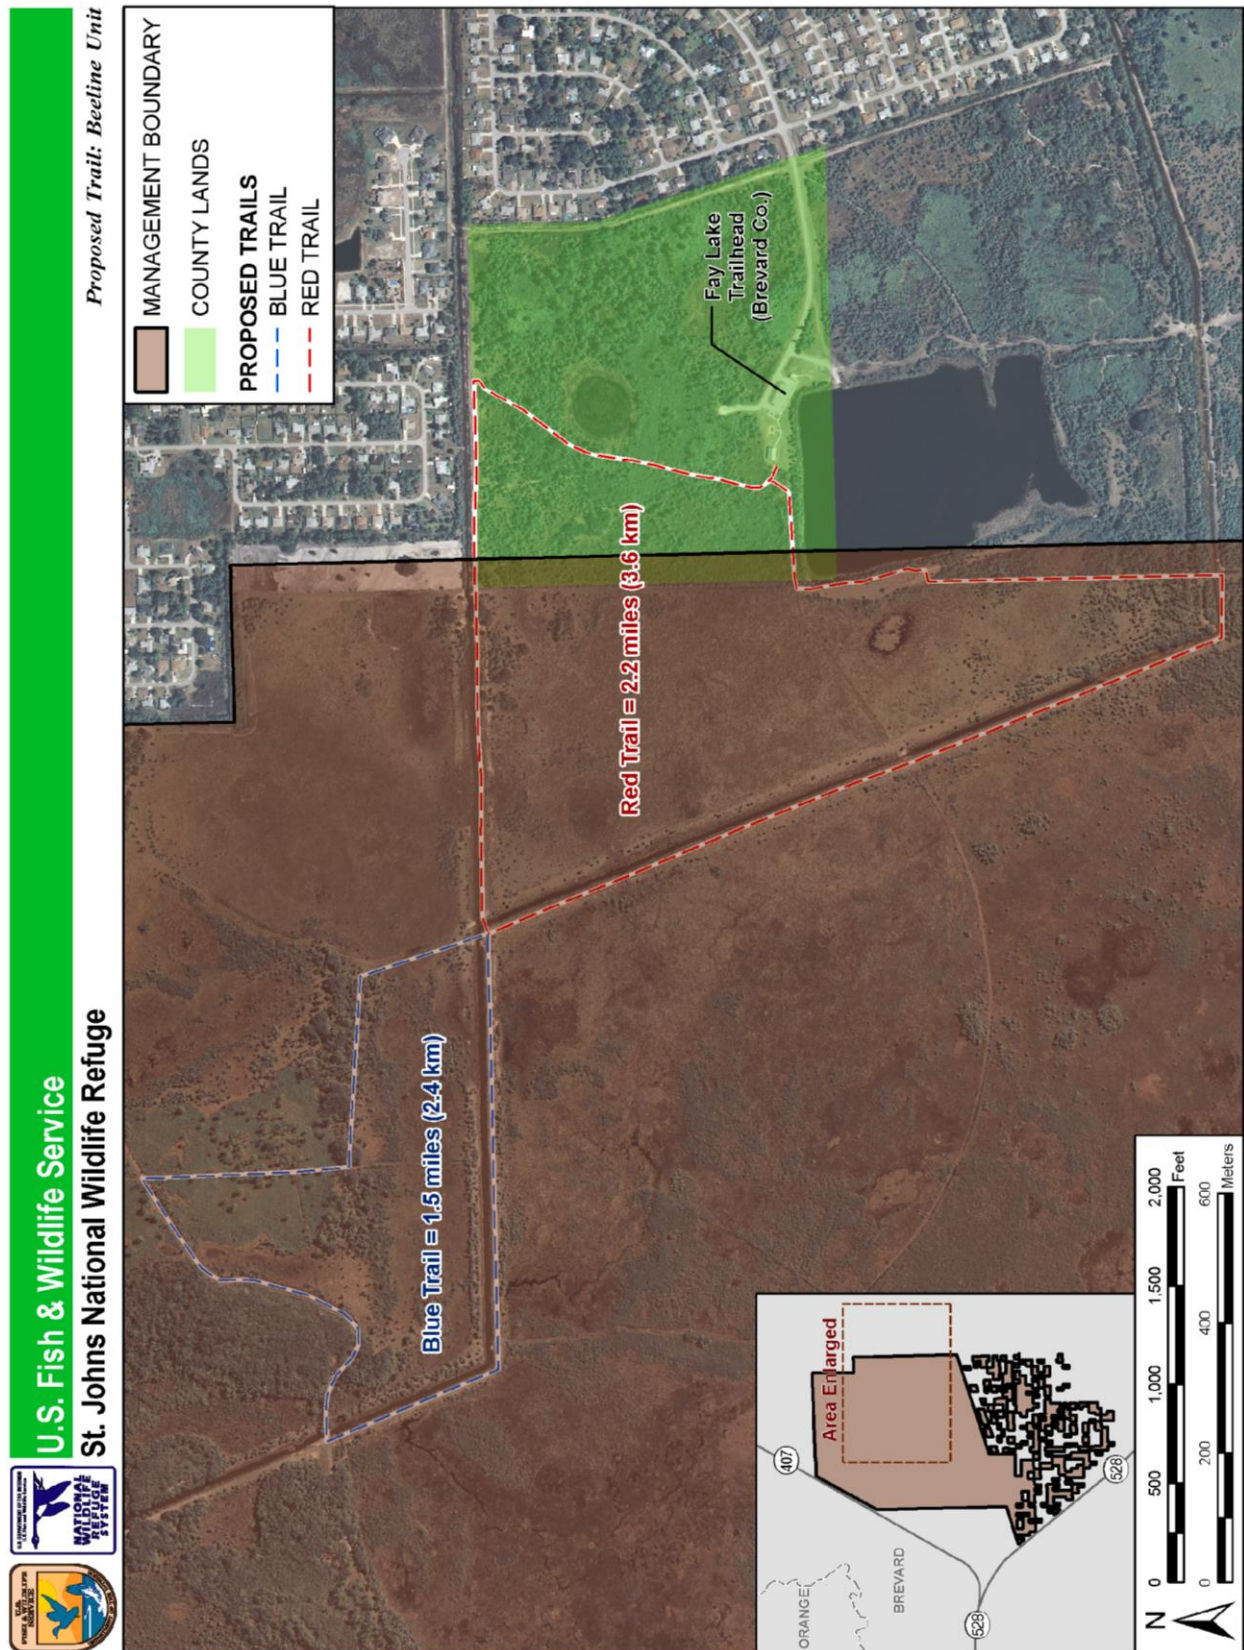 U.S. Fish & Wildlife Service
St. Johns National Wildlife Refuge
Proposed Trail: Beeline Unit
NATIONAL
WILDLIFE
REFUGE
SYSTEM
MANAGEMENT BOUNDARY
COUNTY LANDS
PROPOSED TRAILS
BLUE TRAIL
RED TRAIL
Blue Trail = 1.5 miles (2.4 km)
Red Trail = 2.2 miles (3.6 km)
Fay Lake
Trailhead
(Brevard Co.)
Area Enlarged
407
ORANGE
BREVARD
528
528
N
0 500 1,000 1,500 2,000
Feet
0 200 400 600
Meters